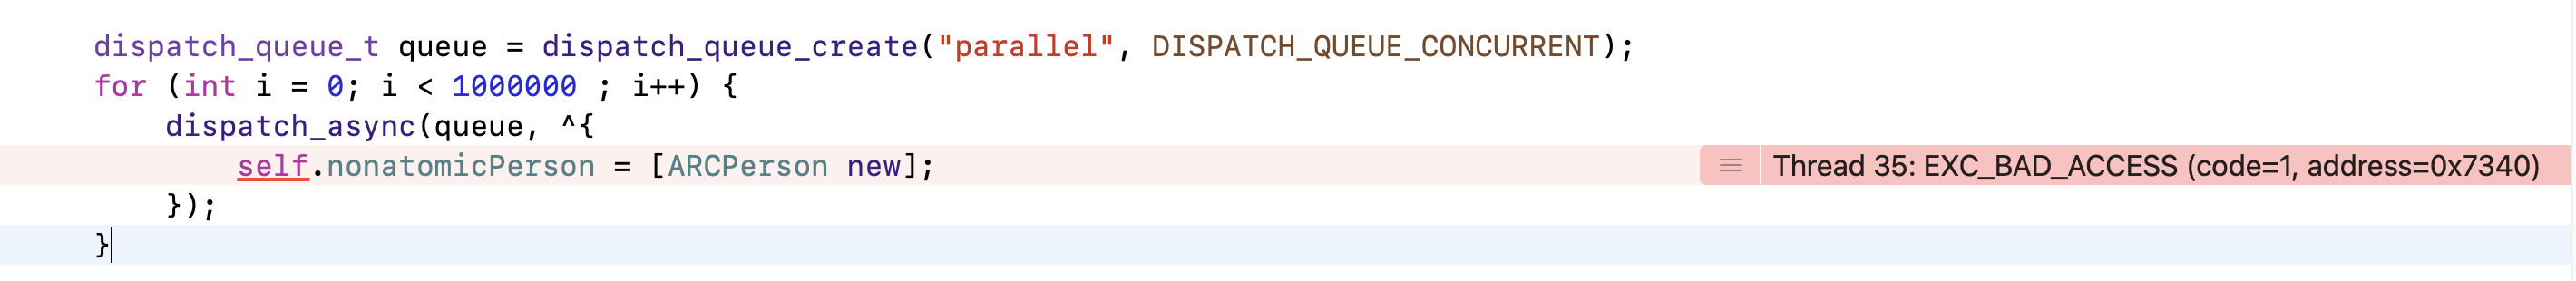 dispatch_queue_t queue = dispatch_queue_create("parallel", DISPATCH_QUEUE_CONCURRENT);
for (int i = 0; i < 1000000 ; i++) {
    dispatch_async(queue, ^{
        self.nonatomicPerson = [ARCPerson new]; Thread 35: EXC_BAD_ACCESS (code=1, address=0x7340)
    });
}